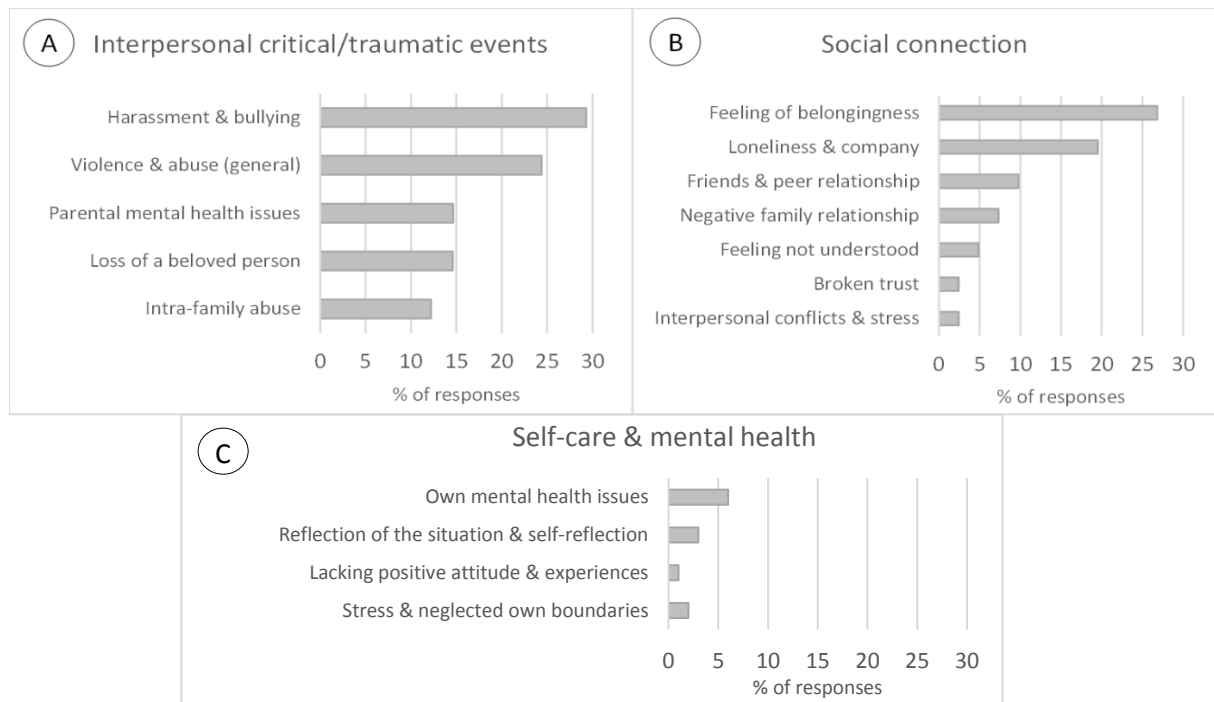 A
Interpersonal critical/traumatic events
Harassment & bullying
Violence & abuse (general)
Parental mental health issues
Loss of a beloved person
Intra-family abuse
0 5 10 15 20 25 30
% of responses
B
Social connection
Feeling of belongingness
Loneliness & company
Friends & peer relationship
Negative family relationship
Feeling not understood
Broken trust
Interpersonal conflicts & stress
0 5 10 15 20 25 30
% of responses
C
Self-care & mental health
Own mental health issues
Reflection of the situation & self-reflection
Lacking positive attitude & experiences
Stress & neglected own boundaries
0 5 10 15 20 25 30
% of responses